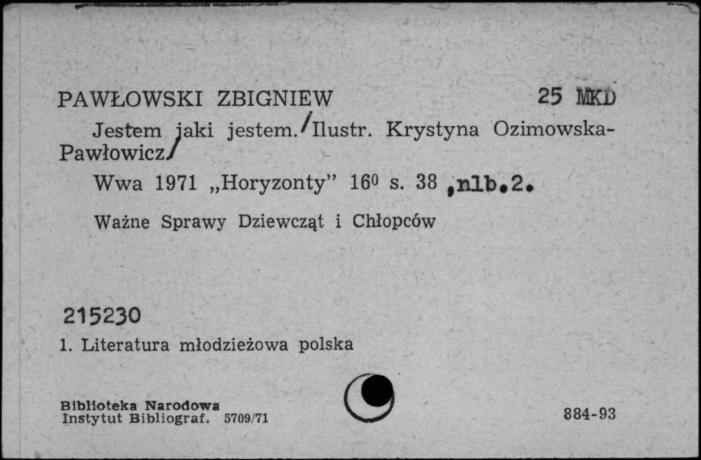 PAWŁOWSKI ZBIGNIEW 25 MKD
Jestem jaki jestem./Ilustr. Krystyna Ozimowska-
Pawłowicz/
Wwa 1971 „Horyzonty” 16⁰ s. 38 ,nlb.2.
Ważne Sprawy Dziewcząt i Chłopców
215230
1. Literatura młodzieżowa polska
Biblioteka Narodowa
Instytut Bibliograf. 5709/71
884-93